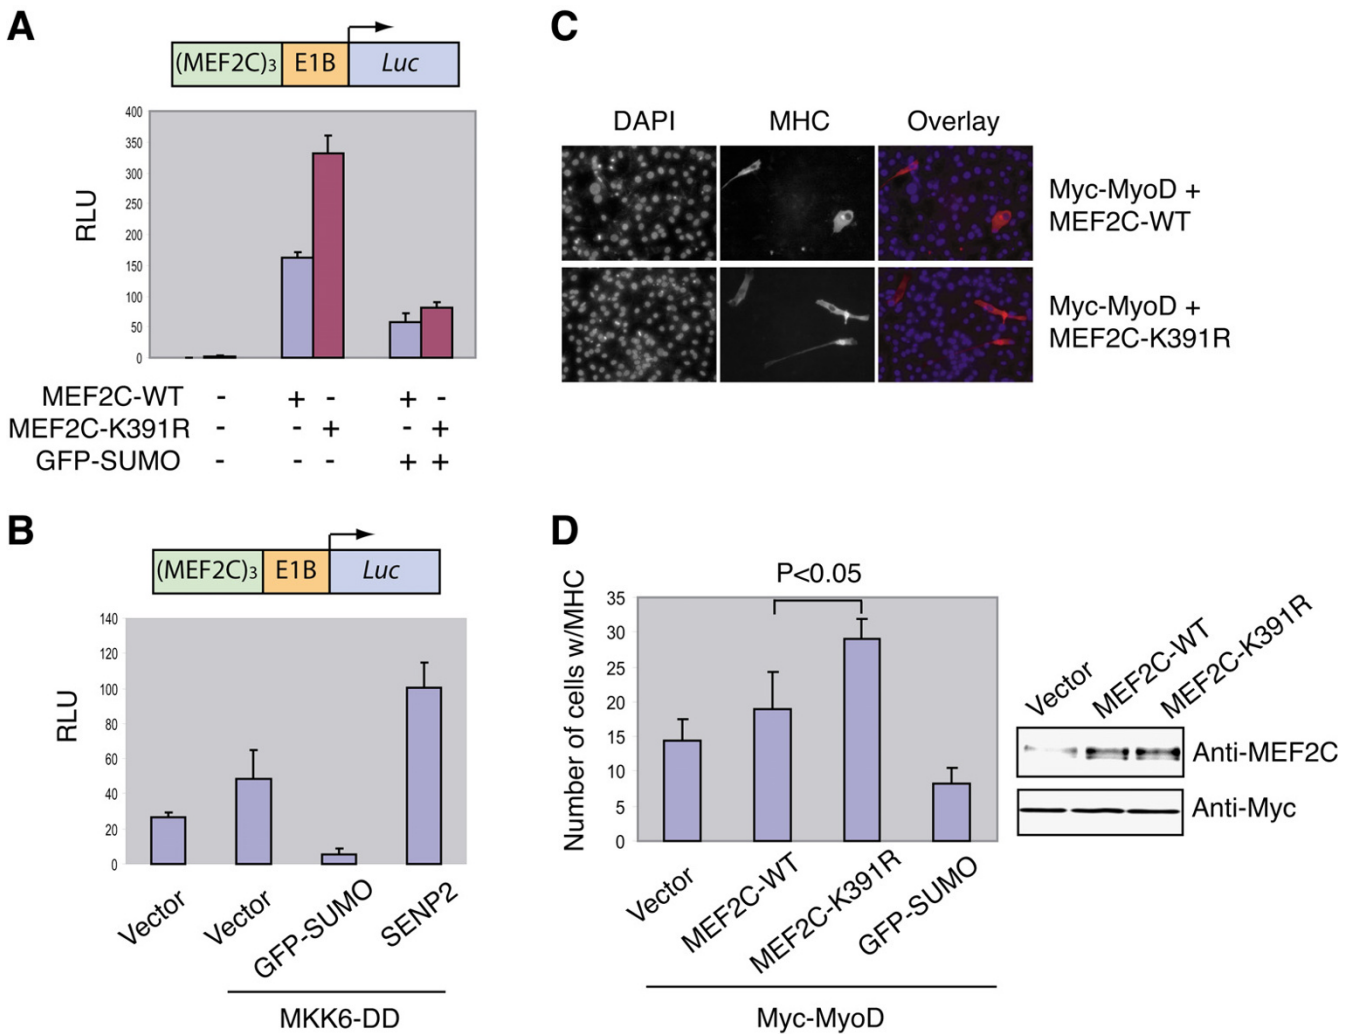 A
(MEF2C)₃ E1B Luc
400
350
300
250
200
150
100
50
0
RLU
MEF2C-WT - + - + -
MEF2C-K391R - - + - +
GFP-SUMO - - - + +
B
(MEF2C)₃ E1B Luc
140
120
100
80
60
40
20
0
RLU
Vector Vector GFP-SUMO SENP2
MKK6-DD
C
DAPI MHC Overlay
Myc-MyoD +
MEF2C-WT
Myc-MyoD +
MEF2C-K391R
D
P<0.05
35
30
25
20
15
10
5
0
Number of cells w/MHC
Vector MEF2C-WT MEF2C-K391R GFP-SUMO
Myc-MyoD
Vector MEF2C-WT MEF2C-K391R
Anti-MEF2C
Anti-Myc